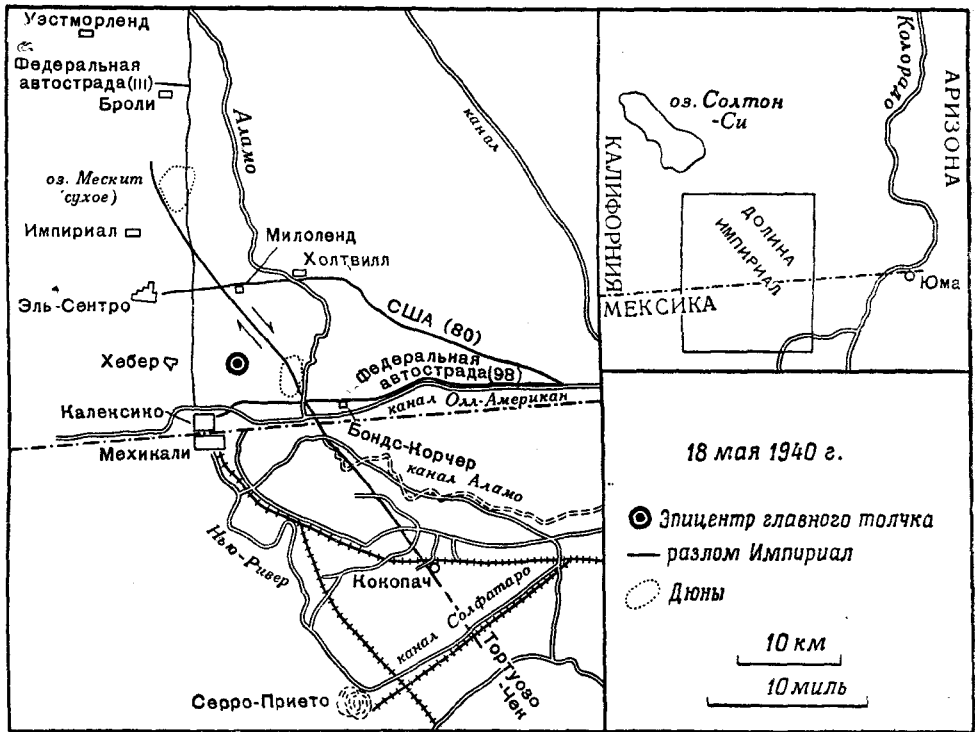 Уэстморленд
Федеральная
автострада(III)
Броли
Аламо
канал
оз. Мескит
(сухое)
Импириал
Милоленд
Холтвилл
Эль-Сентро
США (80)
Хебер
Федеральная
автострада(98)
канал Олл-Американ
Калексико
Мехикали
Бондс-Корчер
канал Аламо
Нью-Ривер
Кокопач
канал Солфатаро
Тортуозо
-Чек
Серро-Прието
оз. Солтон
-Си
Колорадо
АРИЗОНА
КАЛИФОРНИЯ
ДОЛИНА
ИМПИРИАЛ
МЕКСИКА
Юма
18 мая 1940 г.
Эпицентр главного толчка
разлом Импириал
Дюны
10 км
10 миль